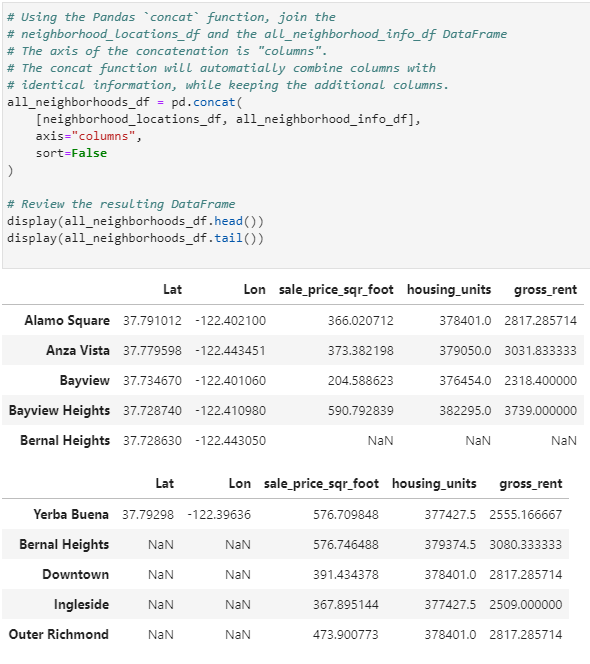 # Using the Pandas `concat` function, join the
# neighborhood_locations_df and the all_neighborhood_info_df DataFrame
# The axis of the concatenation is "columns".
# The concat function will automatially combine columns with
# identical information, while keeping the additional columns.
all_neighborhoods_df = pd.concat(
    [neighborhood_locations_df, all_neighborhood_info_df],
    axis="columns",
    sort=False
)
# Review the resulting DataFrame
display(all_neighborhoods_df.head())
display(all_neighborhoods_df.tail())
Lat Lon sale_price_sqr_foot housing_units gross_rent
Alamo Square 37.791012 -122.402100 366.020712 378401.0 2817.285714
Anza Vista 37.779598 -122.443451 373.382198 379050.0 3031.833333
Bayview 37.734670 -122.401060 204.588623 376454.0 2318.400000
Bayview Heights 37.728740 -122.410980 590.792839 382295.0 3739.000000
Bernal Heights 37.728630 -122.443050 NaN NaN NaN
Lat Lon sale_price_sqr_foot housing_units gross_rent
Yerba Buena 37.79298 -122.39636 576.709848 377427.5 2555.166667
Bernal Heights NaN NaN 576.746488 379374.5 3080.333333
Downtown NaN NaN 391.434378 378401.0 2817.285714
Ingleside NaN NaN 367.895144 377427.5 2509.000000
Outer Richmond NaN NaN 473.900773 378401.0 2817.285714